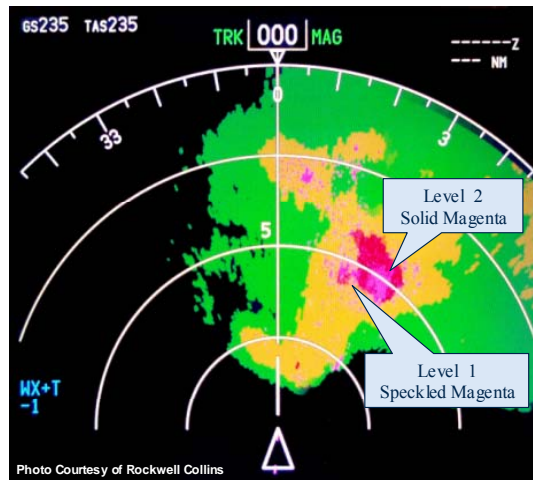 GS235 TAS235
TRK 000 MAG
------Z
--- NM
33
0
3
5
Level 2
Solid Magenta
Level 1
Speckled Magenta
WX+T
-1
Photo Courtesy of Rockwell Collins